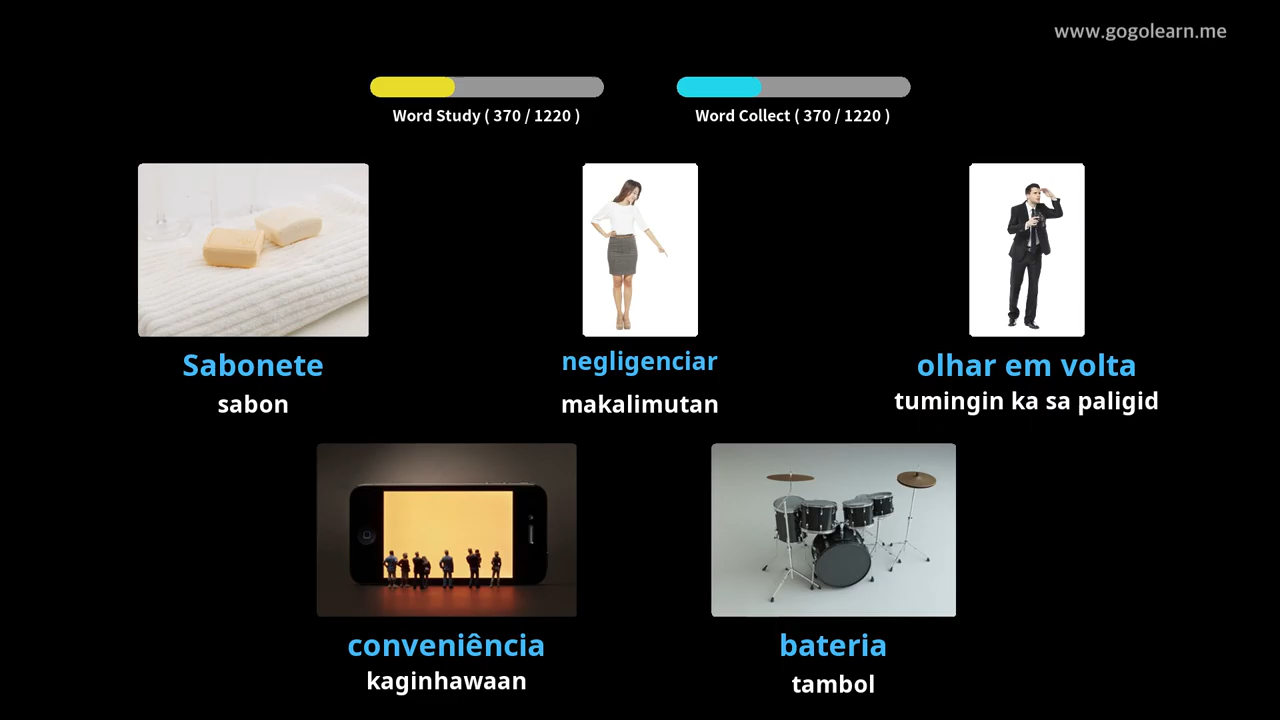 www.gogolearn.me
Word Study ( 370 / 1220 )
Word Collect ( 370 / 1220 )
Sabonete
sabon
negligenciar
makalimutan
olhar em volta
tumingin ka sa paligid
conveniência
kaginhawaan
bateria
tambol